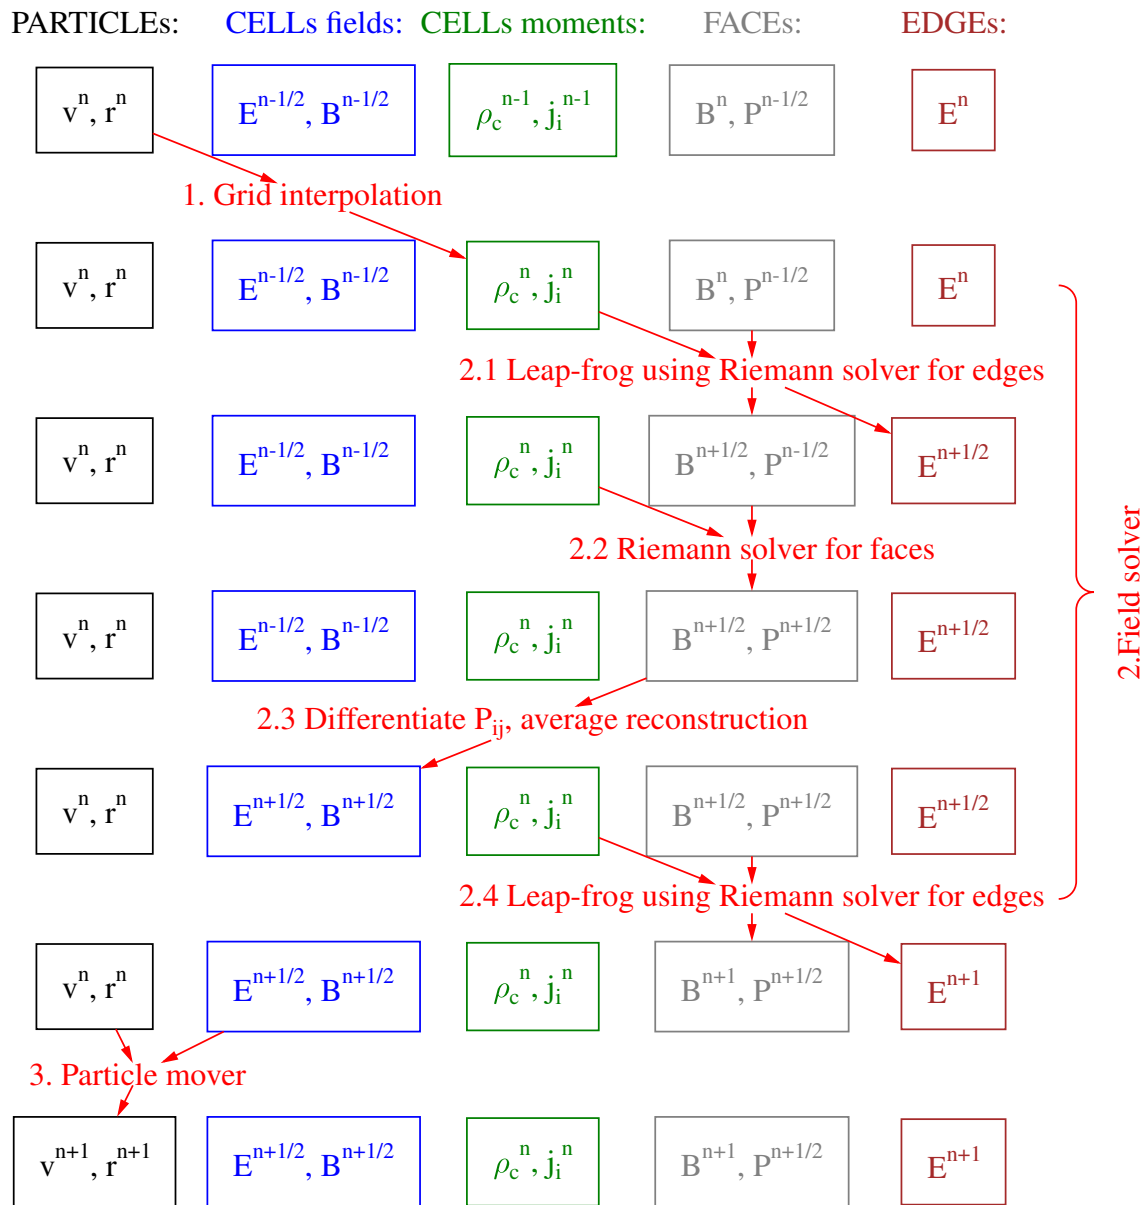 PARTICLEs: CELLs fields: CELLs moments: FACEs: EDGEs:
v^n, r^n E^{n-1/2}, B^{n-1/2} ρ_c^{n-1}, j_i^{n-1} B^n, P^{n-1/2} E^n
1. Grid interpolation
v^n, r^n E^{n-1/2}, B^{n-1/2} ρ_c^n, j_i^n B^n, P^{n-1/2} E^n
2.1 Leap-frog using Riemann solver for edges
v^n, r^n E^{n-1/2}, B^{n-1/2} ρ_c^n, j_i^n B^{n+1/2}, P^{n-1/2} E^{n+1/2}
2.2 Riemann solver for faces
v^n, r^n E^{n-1/2}, B^{n-1/2} ρ_c^n, j_i^n B^{n+1/2}, P^{n+1/2} E^{n+1/2}
2.3 Differentiate P_{ij}, average reconstruction
v^n, r^n E^{n+1/2}, B^{n+1/2} ρ_c^n, j_i^n B^{n+1/2}, P^{n+1/2} E^{n+1/2}
2.4 Leap-frog using Riemann solver for edges
v^n, r^n E^{n+1/2}, B^{n+1/2} ρ_c^n, j_i^n B^{n+1}, P^{n+1/2} E^{n+1}
3. Particle mover
v^{n+1}, r^{n+1} E^{n+1/2}, B^{n+1/2} ρ_c^n, j_i^n B^{n+1}, P^{n+1/2} E^{n+1}
2.Field solver